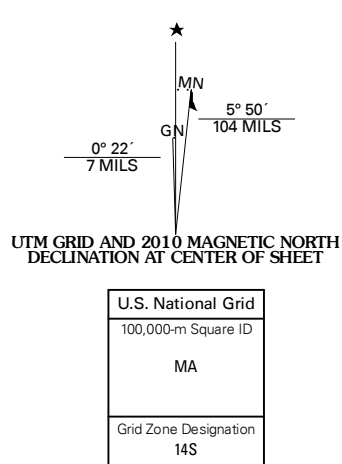 MN
GN
5° 50´
104 MILS
0° 22´
7 MILS
UTM GRID AND 2010 MAGNETIC NORTH
DECLINATION AT CENTER OF SHEET
U.S. National Grid
100,000-m Square ID
MA
Grid Zone Designation
14S